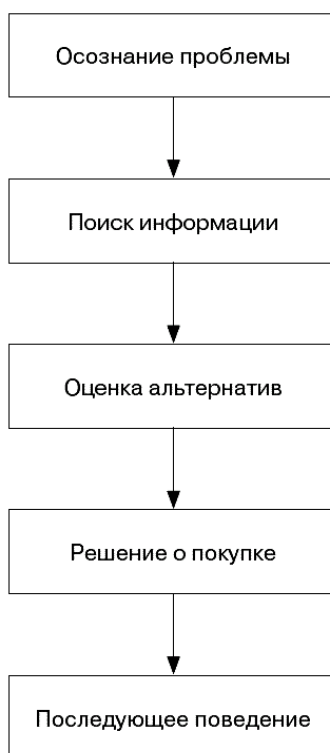 Осознание проблемы
Поиск информации
Оценка альтернатив
Решение о покупке
Последующее поведение